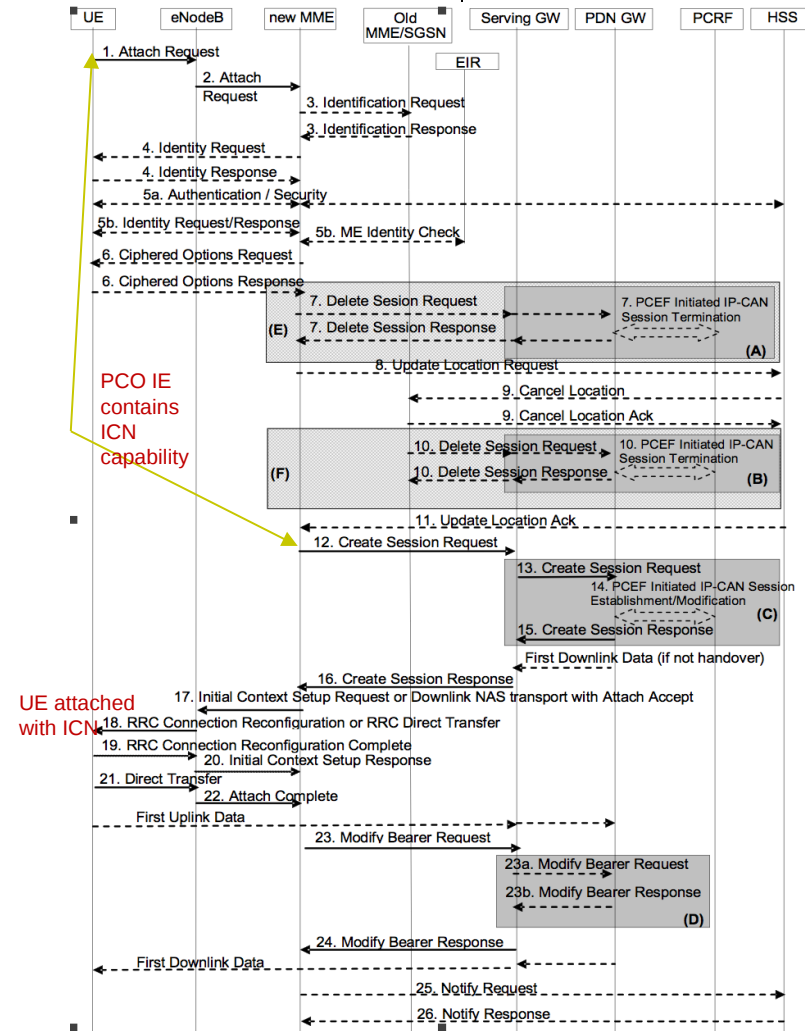 UE
eNodeB
new MME
Old
MME/SGSN
Serving GW
PDN GW
PCRF
HSS
EIR
1. Attach Request
2. Attach
Request
3. Identification Request
3. Identification Response
4. Identity Request
4. Identity Response
5a. Authentication / Security
5b. Identity Request/Response
5b. ME Identity Check
6. Ciphered Options Request
6. Ciphered Options Response
7. Delete Sesion Request
7. PCEF Initiated IP-CAN
Session Termination
(E)
7. Delete Session Response
(A)
8. Update Location Request
PCO IE
contains
ICN
capability
9. Cancel Location
9. Cancel Location Ack
10. Delete Session Request
10. PCEF Initiated IP-CAN
Session Termination
(F)
10. Delete Session Response
(B)
11. Update Location Ack
12. Create Session Request
13. Create Session Request
14. PCEF Initiated IP-CAN Session
Establishment/Modification
(C)
15. Create Session Response
First Downlink Data (if not handover)
16. Create Session Response
UE attached
with ICN
17. Initial Context Setup Request or Downlink NAS transport with Attach Accept
18. RRC Connection Reconfiguration or RRC Direct Transfer
19. RRC Connection Reconfiguration Complete
20. Initial Context Setup Response
21. Direct Transfer
22. Attach Complete
First Uplink Data
23. Modify Bearer Request
23a. Modify Bearer Request
23b. Modify Bearer Response
(D)
24. Modify Bearer Response
First Downlink Data
25. Notify Request
26. Notify Response